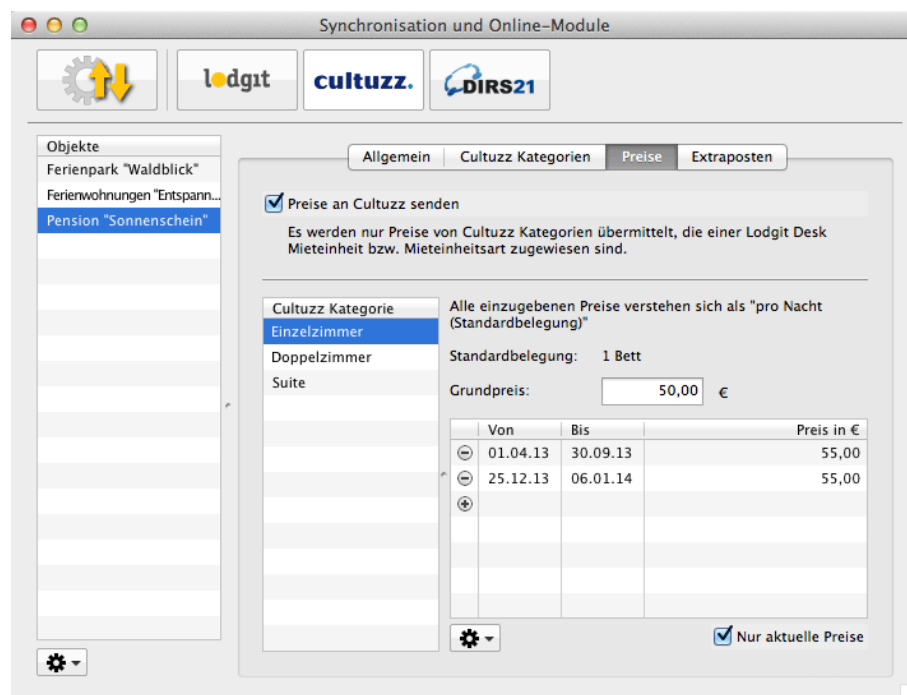 Synchronisation und Online-Module
lodgit
cultuzz.
DIRS21
Objekte
Ferienpark "Waldblick"
Ferienwohnungen "Entspann...
Pension "Sonnenschein"
Allgemein
Cultuzz Kategorien
Preise
Extraposten
Preise an Cultuzz senden
Es werden nur Preise von Cultuzz Kategorien übermittelt, die einer Lodgit Desk
Mieteinheit bzw. Mieteinheitsart zugewiesen sind.
Cultuzz Kategorie
Einzelzimmer
Doppelzimmer
Suite
Alle einzugebenen Preise verstehen sich als "pro Nacht
(Standardbelegung)"
Standardbelegung: 1 Bett
Grundpreis: 50,00 €
Von Bis Preis in €
01.04.13 30.09.13 55,00
25.12.13 06.01.14 55,00
Nur aktuelle Preise